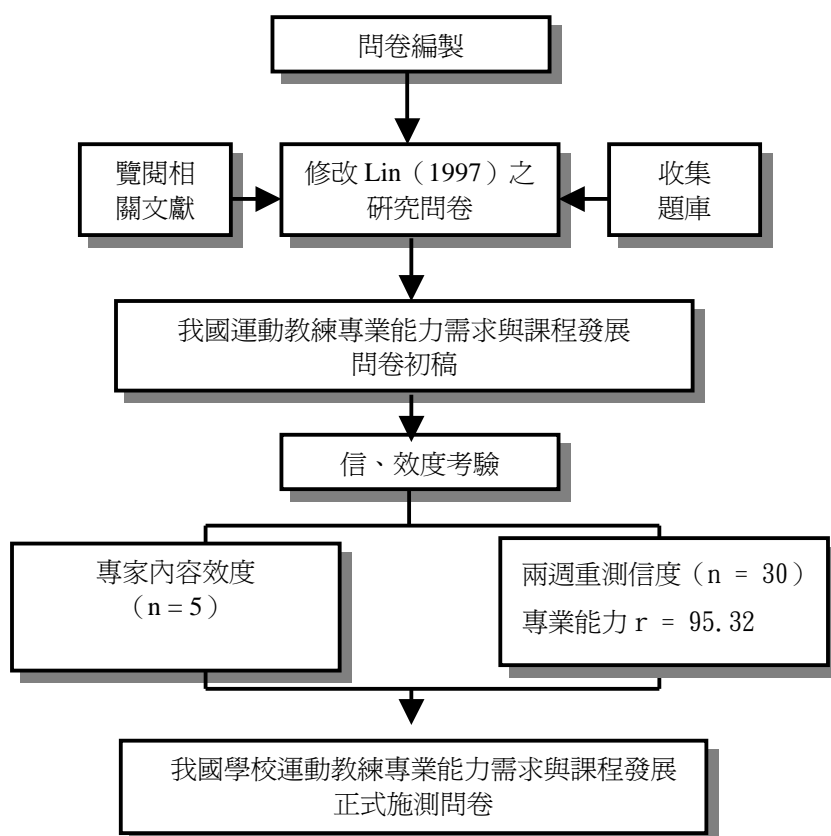 問卷編製
覽閱相
關文獻
修改 Lin（1997）之
研究問卷
收集
題庫
我國運動教練專業能力需求與課程發展
問卷初稿
信、效度考驗
專家內容效度
（n = 5）
兩週重測信度（n = 30）
專業能力 r = 95.32
我國學校運動教練專業能力需求與課程發展
正式施測問卷